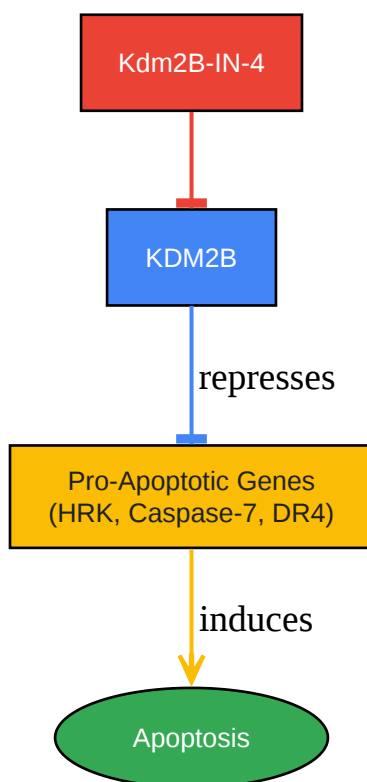 Kdm2B-IN-4
KDM2B
represses
Pro-Apoptotic Genes
(HRK, Caspase-7, DR4)
induces
Apoptosis